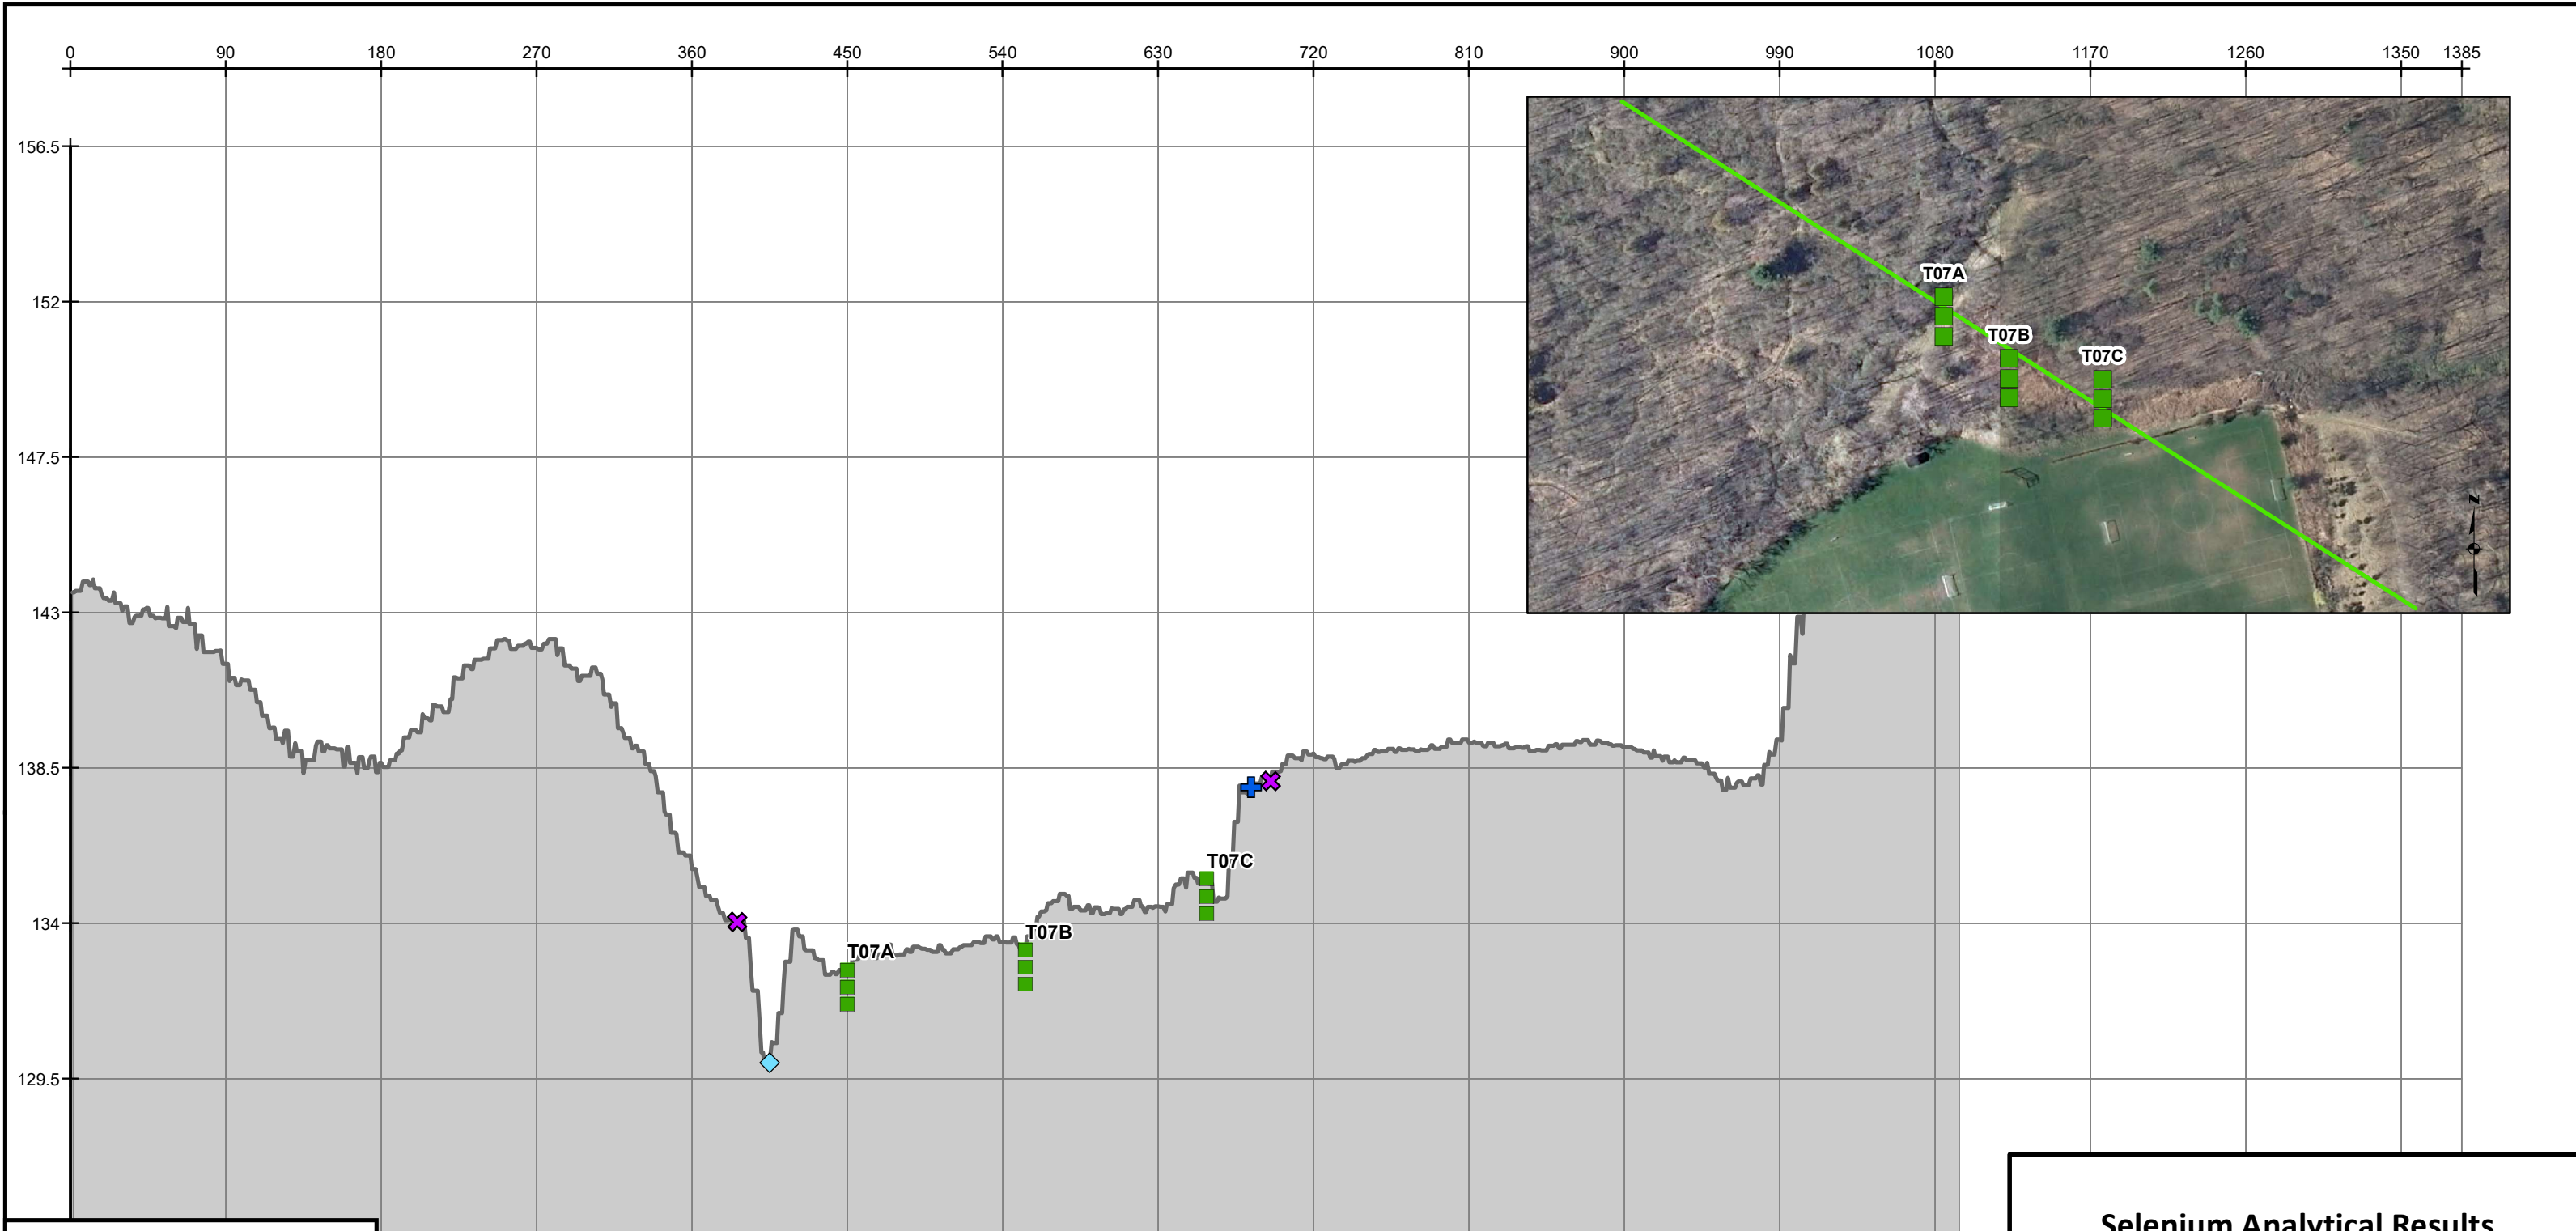 0 90 180 270 360 450 540 630 720 810 900 990 1080 1170 1260 1350 1385
156.5
152
T07A
T07B
T07C
147.5
N
143
138.5
T07C
134
T07B
T07A
129.5
Selenium Analytical Results